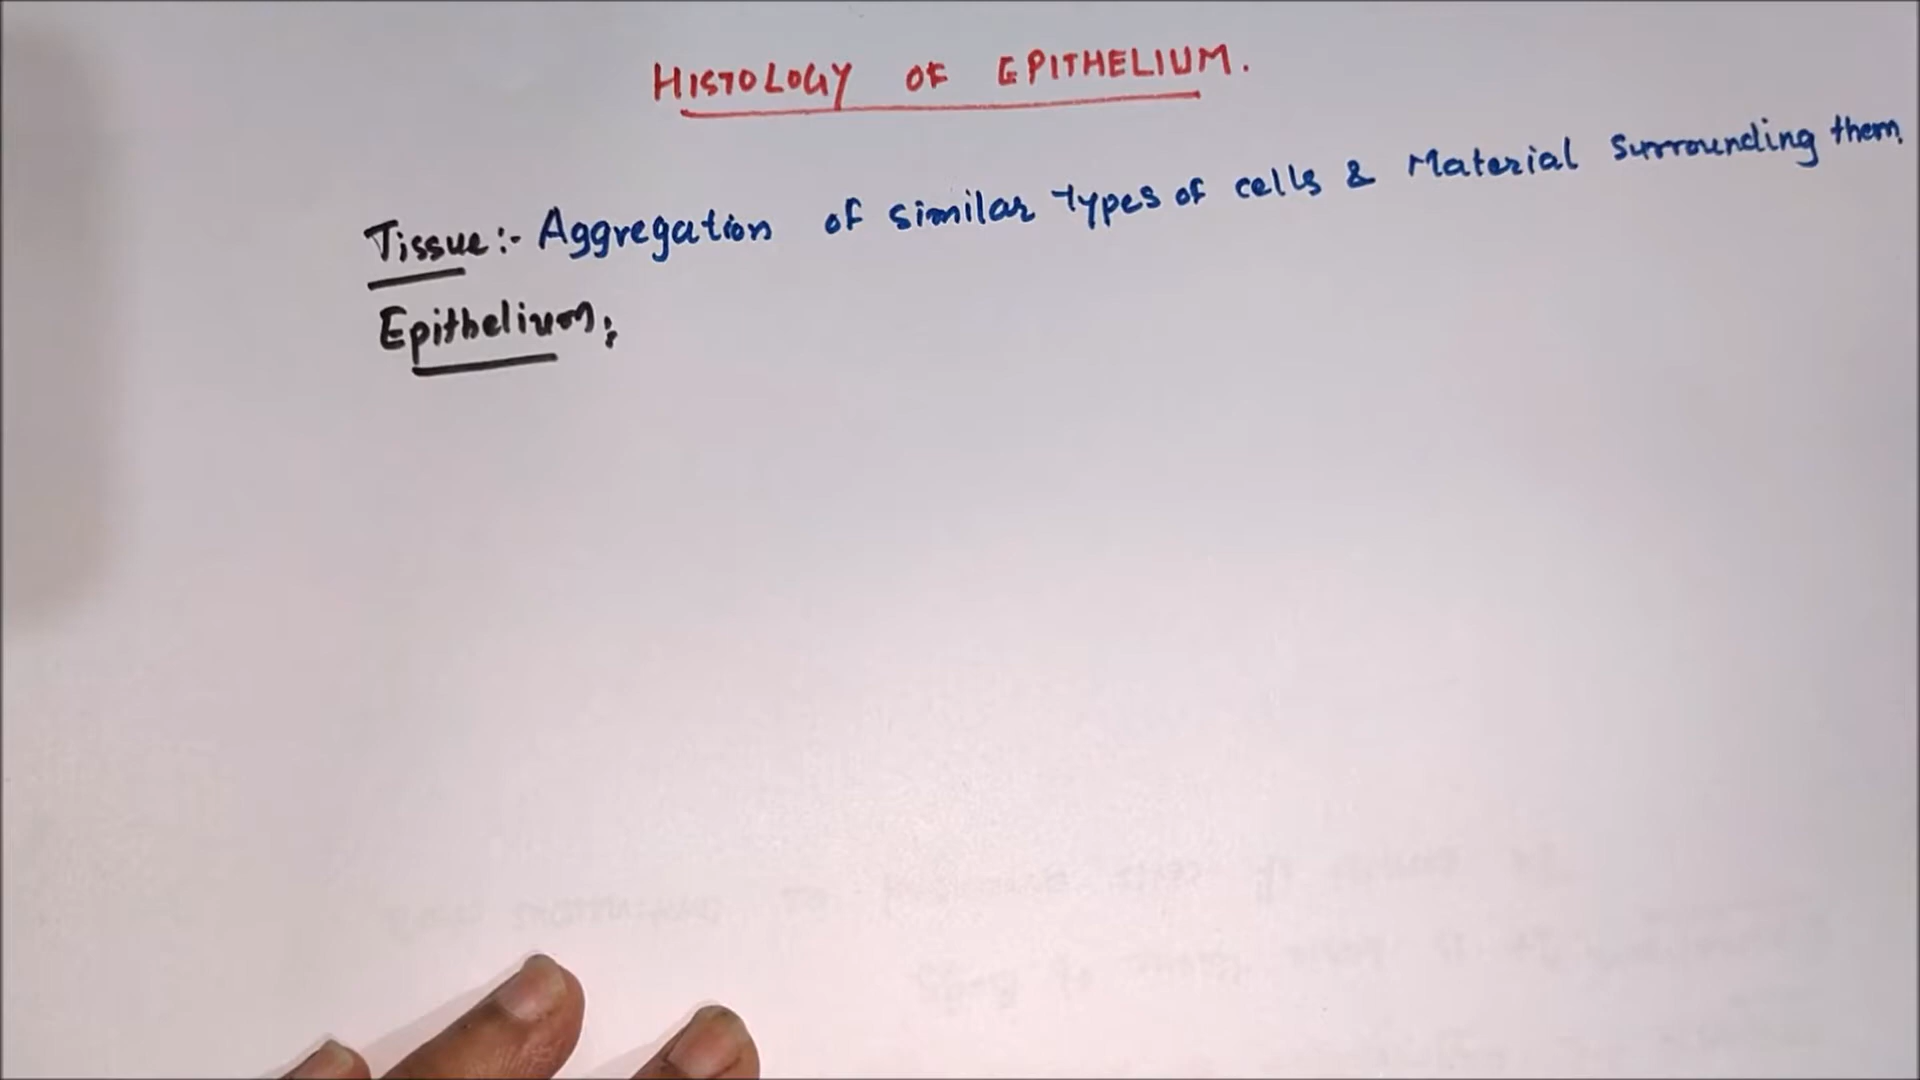 HISTOLOGY OF EPITHELIUM.
Tissue:- Aggregation of similar types of cells & Material surrounding them.
Epithelium: